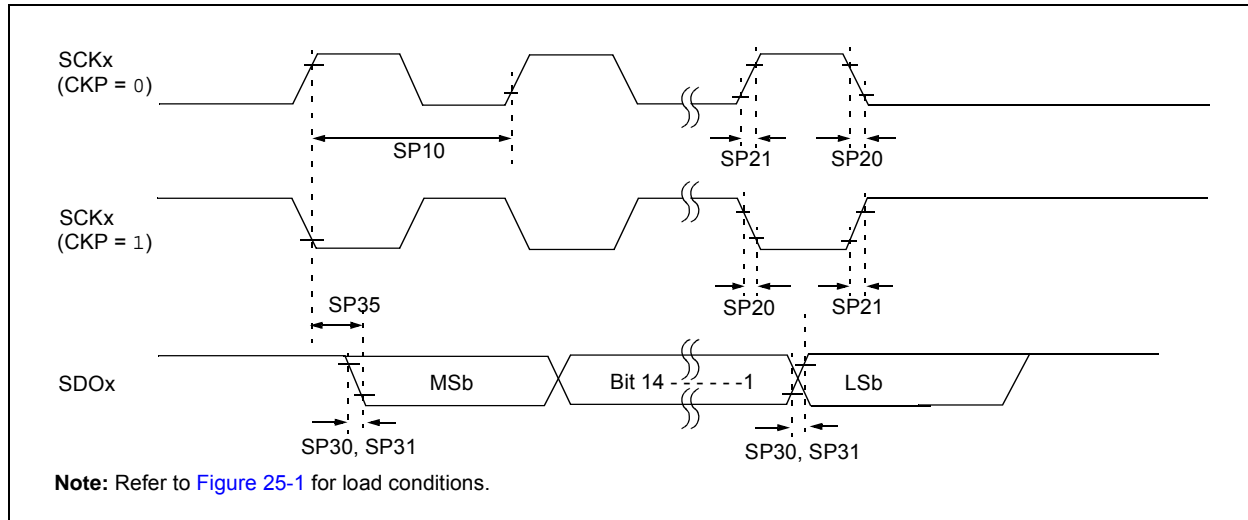 SCKx
(CKP = 0)
SP10
SP21
SP20
SCKx
(CKP = 1)
SP35
SP20
SP21
SDOx
MSb
Bit 14 - - - - - -1
LSb
SP30, SP31
SP30, SP31
Note: Refer to Figure 25-1 for load conditions.